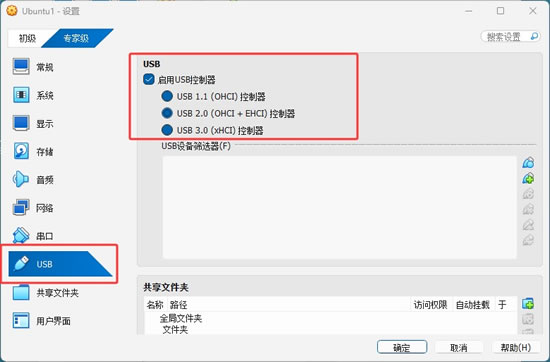 Ubuntu1 - 设置
初级
专家级
搜索设置
常规
系统
显示
存储
音频
网络
串口
USB
共享文件夹
用户界面
USB
启用USB控制器
USB 1.1 (OHCI) 控制器
USB 2.0 (OHCI + EHCI) 控制器
USB 3.0 (xHCI) 控制器
USB设备筛选器(F)
共享文件夹
名称 路径 访问权限 自动挂载 于
全局文件夹
文件夹
确定 取消 帮助(H)